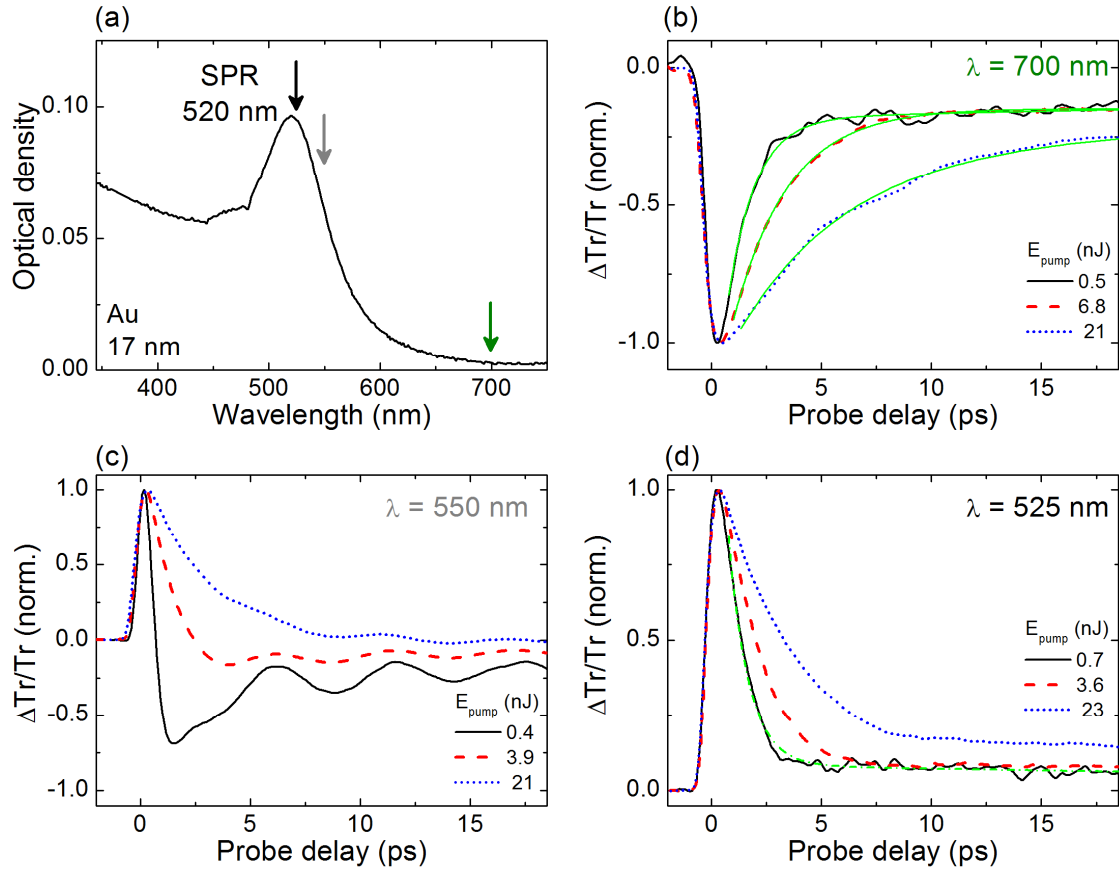 (a)
SPR
520 nm
Optical density
0.10
0.05
0.00
Au
17 nm
400 500 600 700
Wavelength (nm)
(b)
λ = 700 nm
ΔTr/Tr (norm.)
0.0
-0.5
-1.0
E_pump (nJ)
0.5
6.8
21
0 5 10 15
Probe delay (ps)
(c)
λ = 550 nm
ΔTr/Tr (norm.)
1.0
0.5
0.0
-0.5
-1.0
E_pump (nJ)
0.4
3.9
21
0 5 10 15
Probe delay (ps)
(d)
λ = 525 nm
ΔTr/Tr (norm.)
1.0
0.5
0.0
E_pump (nJ)
0.7
3.6
23
0 5 10 15
Probe delay (ps)